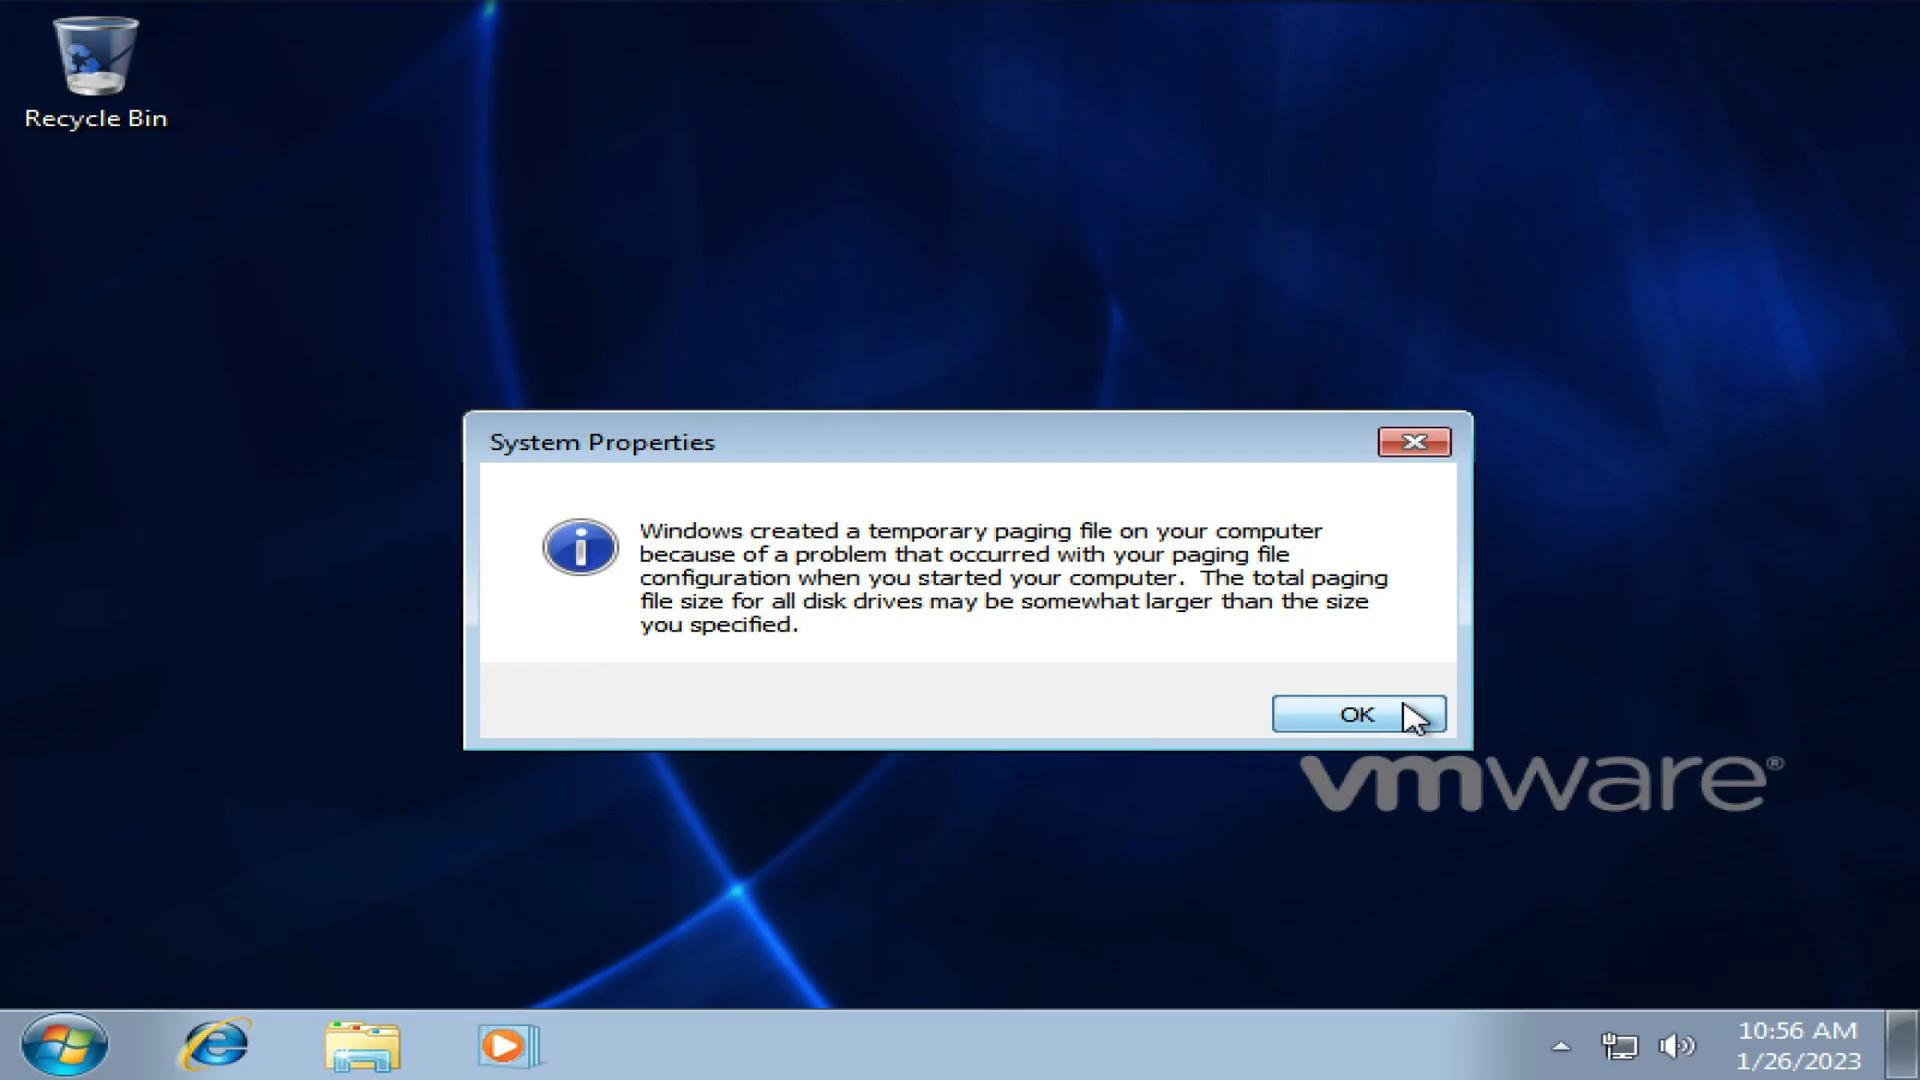 Recycle Bin
System Properties
Windows created a temporary paging file on your computer
because of a problem that occurred with your paging file
configuration when you started your computer.  The total paging
file size for all disk drives may be somewhat larger than the size
you specified.
OK
vmware®
10:56 AM
1/26/2023